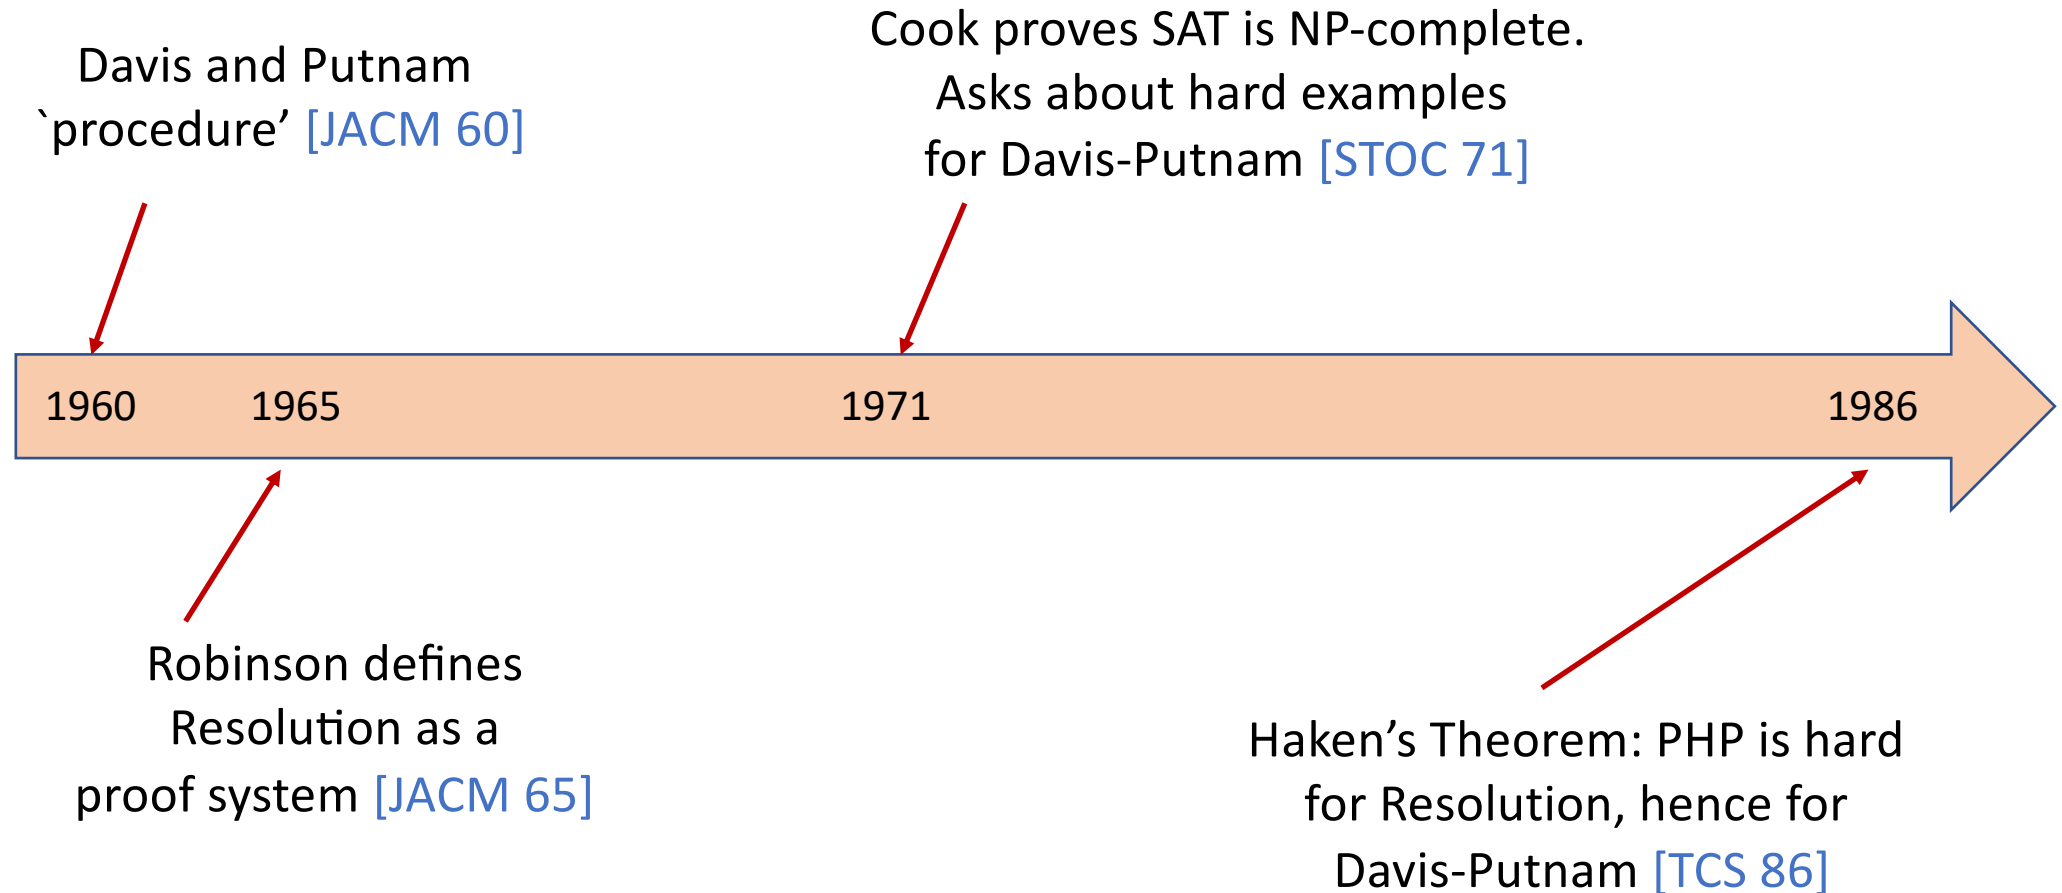 Davis and Putnam
`procedure’ [JACM 60]
Cook proves SAT is NP-complete.
Asks about hard examples
for Davis-Putnam [STOC 71]
1960 1965 1971 1986
Robinson defines
Resolution as a
proof system [JACM 65]
Haken’s Theorem: PHP is hard
for Resolution, hence for
Davis-Putnam [TCS 86]